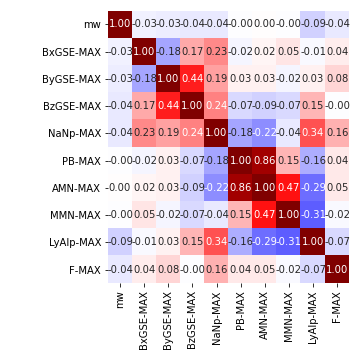 mw 1.00 -0.03 -0.03 -0.04 -0.04 -0.00 0.00 -0.00 -0.09 -0.04
BxGSE-MAX -0.03 1.00 -0.18 0.17 0.23 -0.02 0.02 0.05 -0.01 0.04
ByGSE-MAX -0.03 -0.18 1.00 0.44 0.19 0.03 0.03 -0.02 0.03 0.08
BzGSE-MAX -0.04 0.17 0.44 1.00 0.24 -0.07 -0.09 -0.07 0.15 -0.00
NaNp-MAX -0.04 0.23 0.19 0.24 1.00 -0.18 -0.22 -0.04 0.34 0.16
PB-MAX -0.00 -0.02 0.03 -0.07 -0.18 1.00 0.86 0.15 -0.16 0.04
AMN-MAX -0.00 0.02 0.03 -0.09 -0.22 0.86 1.00 0.47 -0.29 0.05
MMN-MAX -0.00 0.05 -0.02 -0.07 -0.04 0.15 0.47 1.00 -0.31 -0.02
LyAlp-MAX -0.09 -0.01 0.03 0.15 0.34 -0.16 -0.29 -0.31 1.00 -0.07
F-MAX -0.04 0.04 0.08 -0.00 0.16 0.04 0.05 -0.02 -0.07 1.00
mw BxGSE-MAX ByGSE-MAX BzGSE-MAX NaNp-MAX PB-MAX AMN-MAX MMN-MAX LyAlp-MAX F-MAX